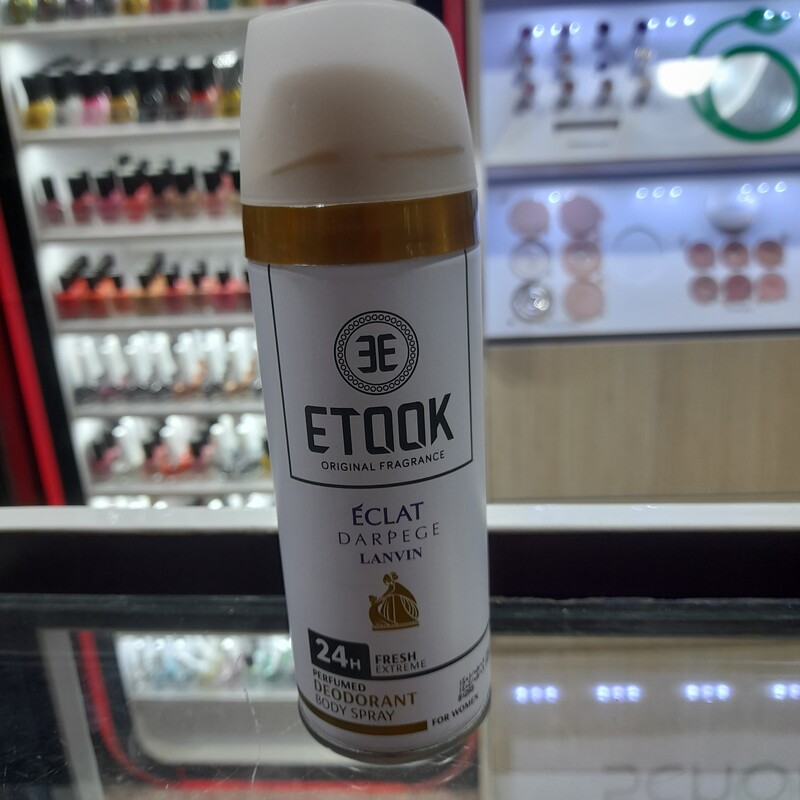 ƎE
ETQQK
ORIGINAL FRAGRANCE
ÉCLAT
DARPEGE
LANVIN
24H
FRESH
EXTREME
PERFUMED
DEODORANT
BODY SPRAY
FOR WOMEN